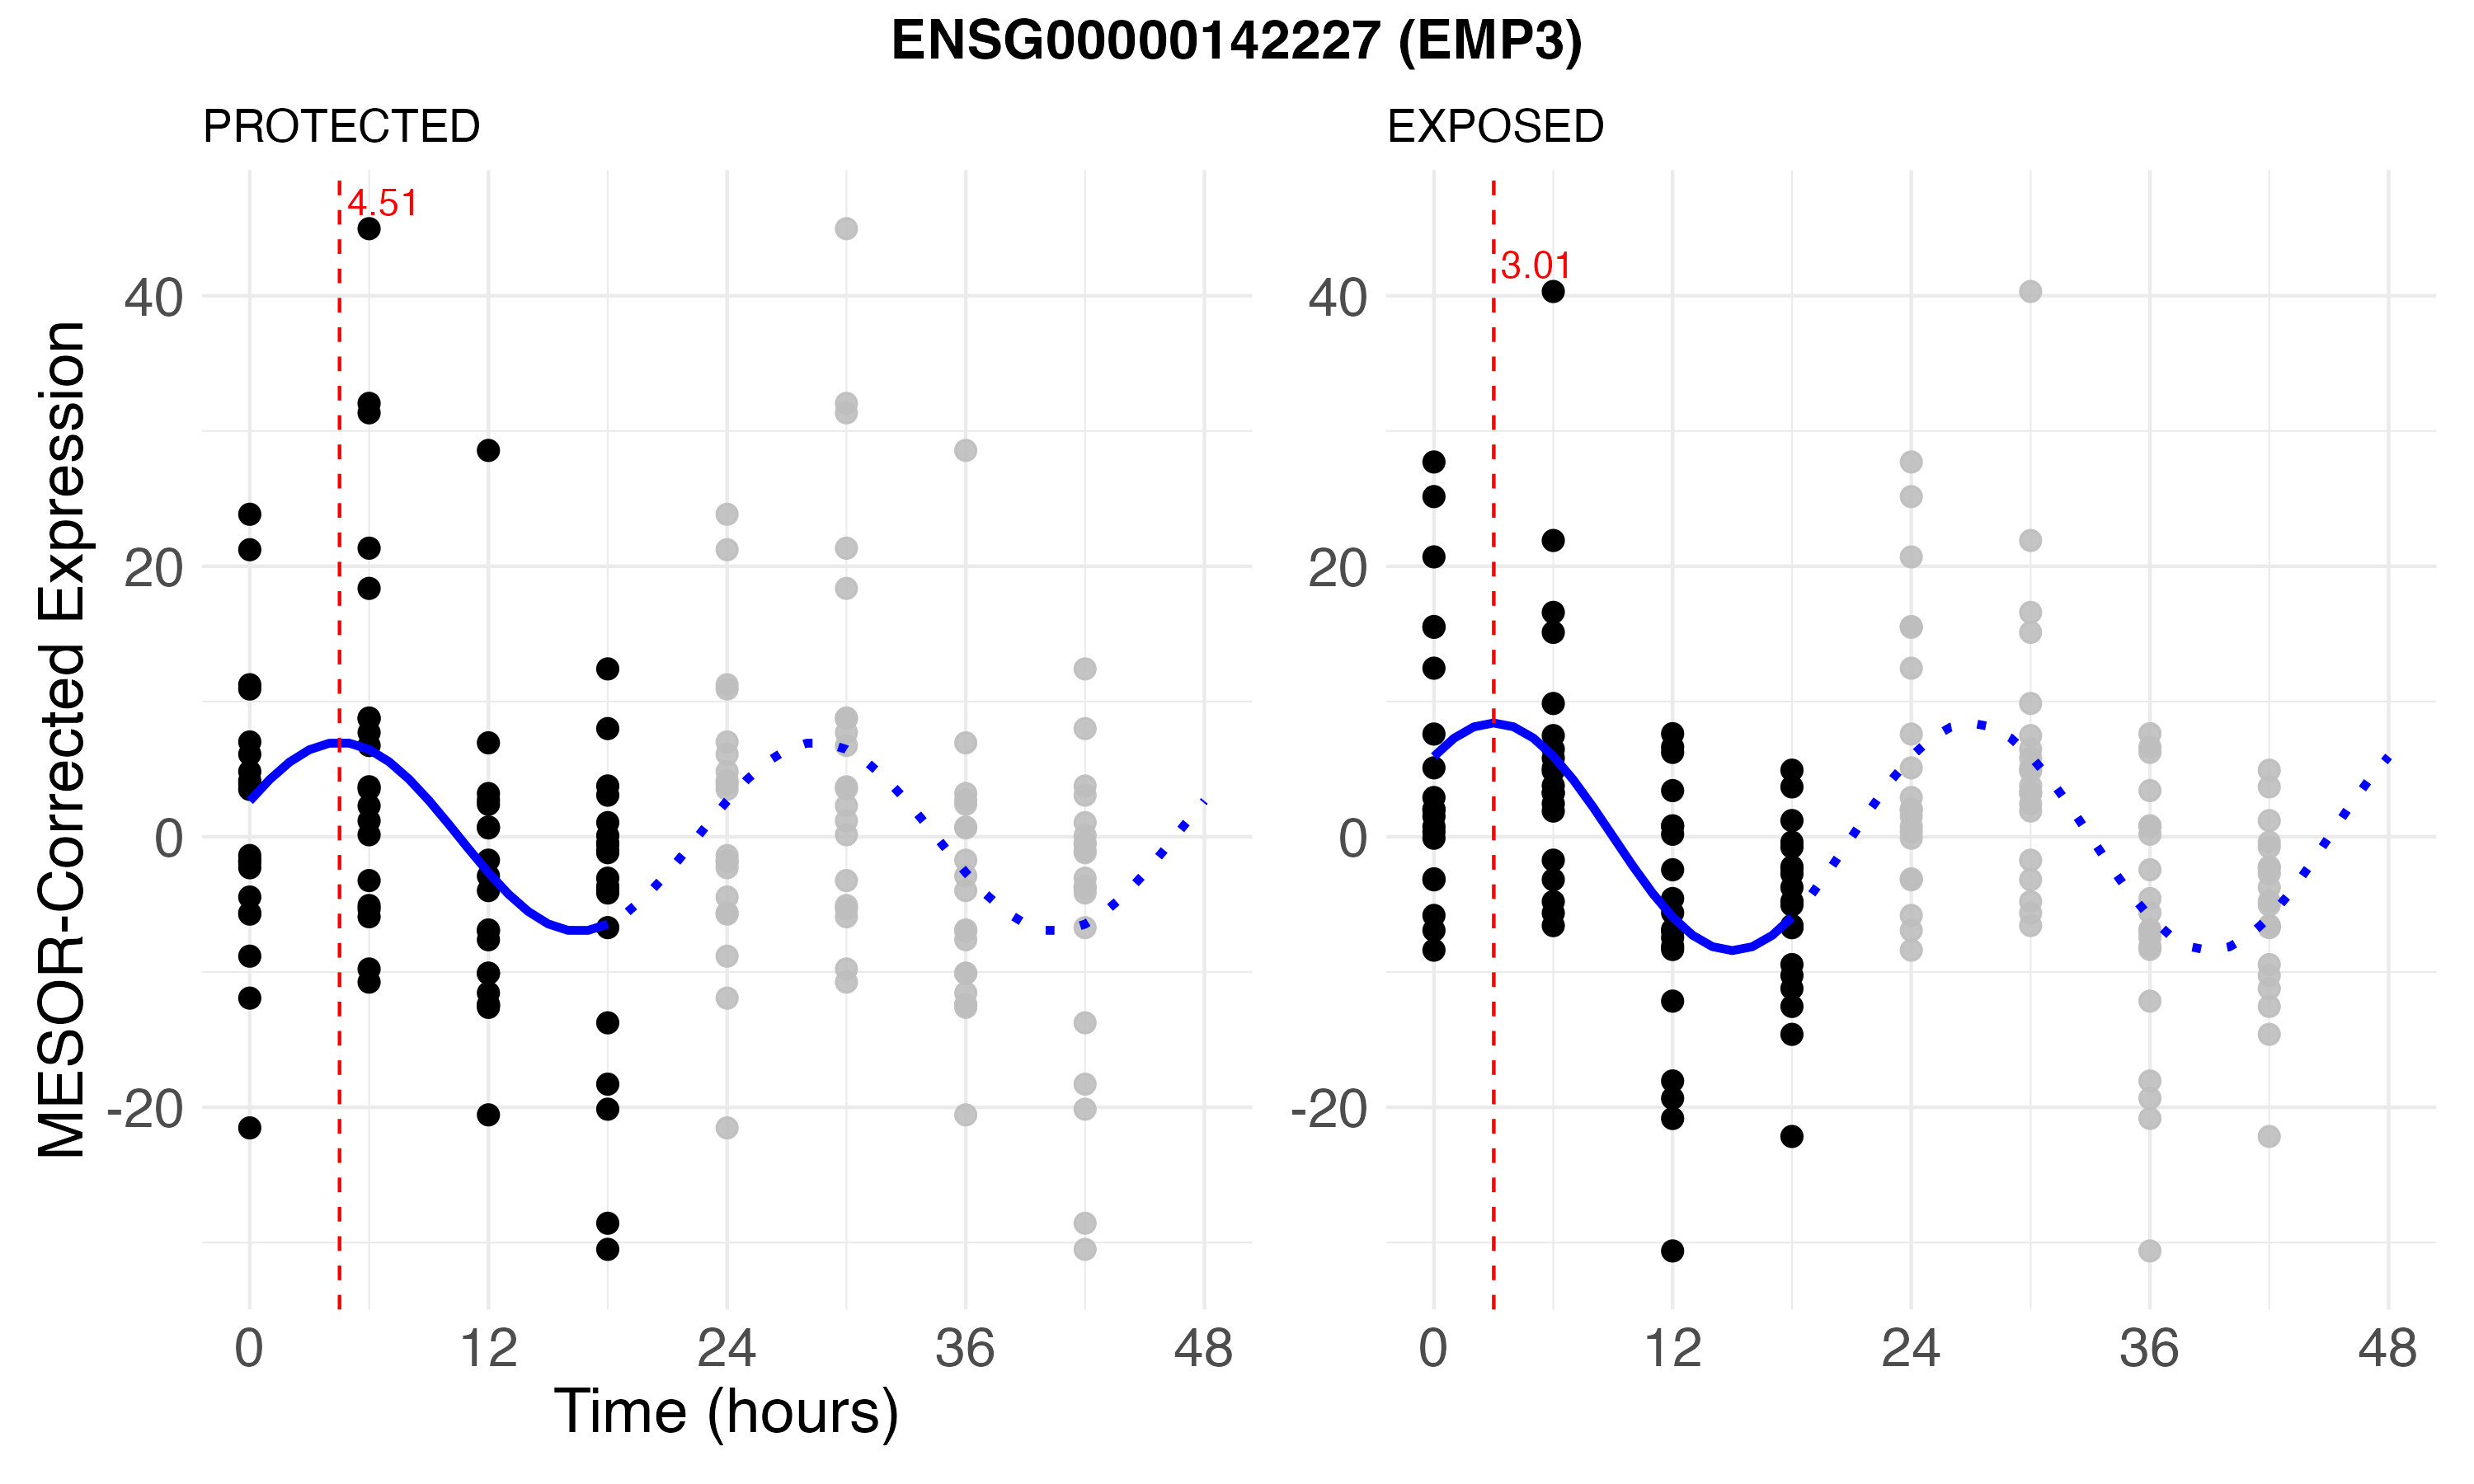 ENSG00000142227 (EMP3)
PROTECTED
EXPOSED
4.51
3.01
MESOR-Corrected Expression
40
20
0
-20
40
20
0
-20
0 12 24 36 48
0 12 24 36 48
Time (hours)